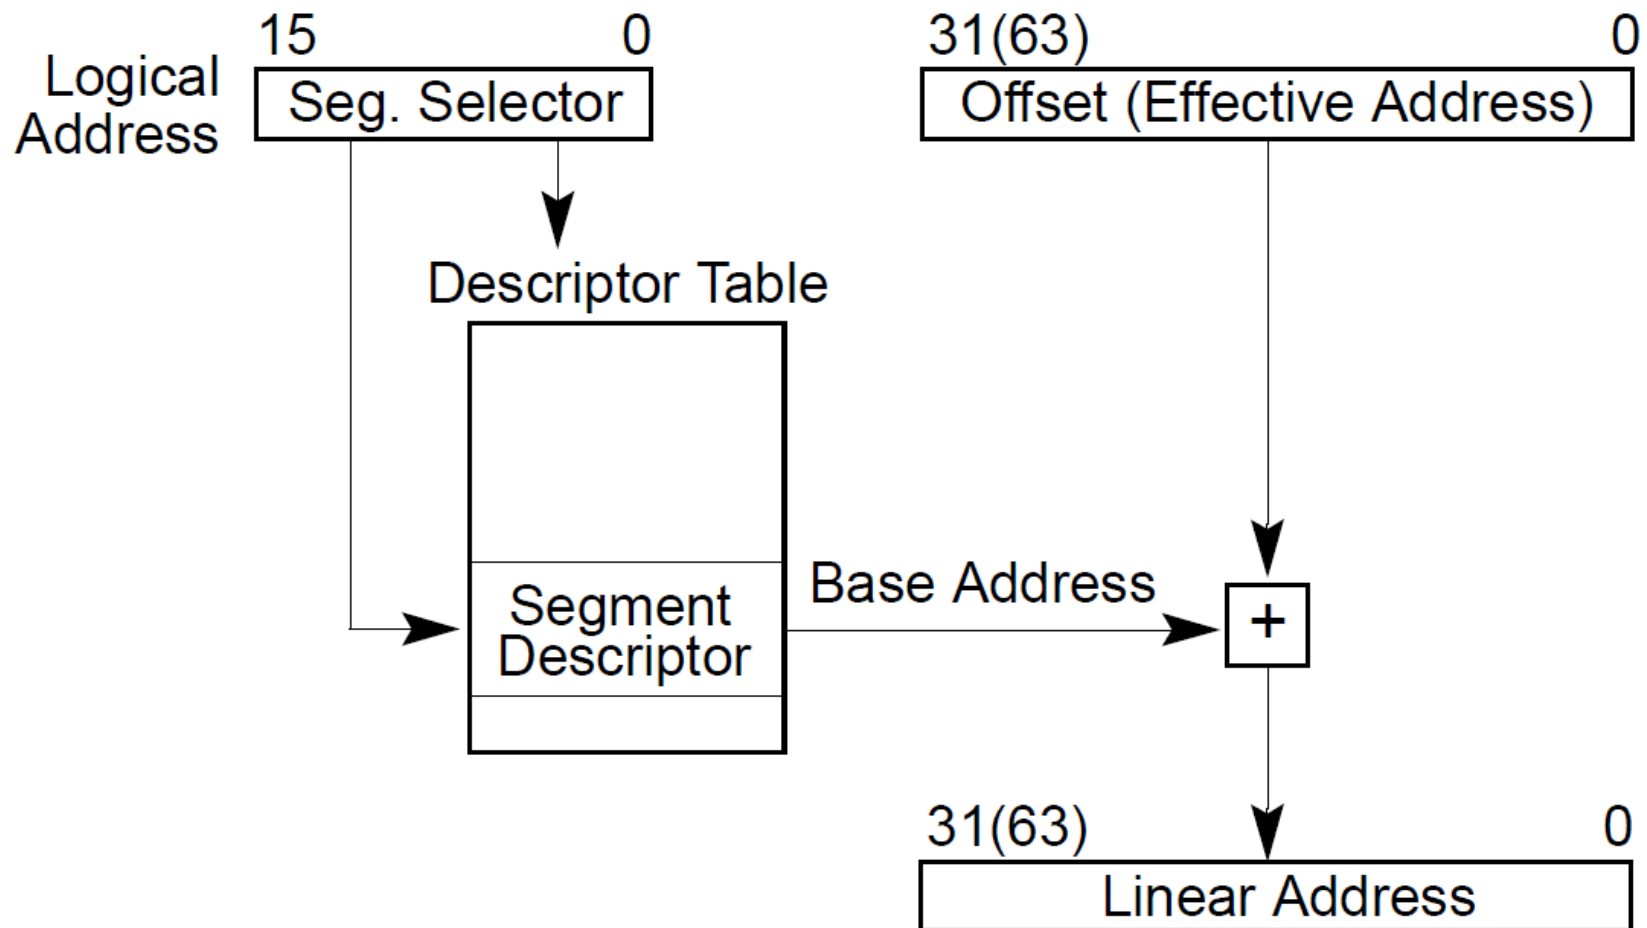 15 0
31(63) 0
Logical
Address
Seg. Selector
Offset (Effective Address)
Descriptor Table
Segment
Descriptor
Base Address
+
31(63) 0
Linear Address